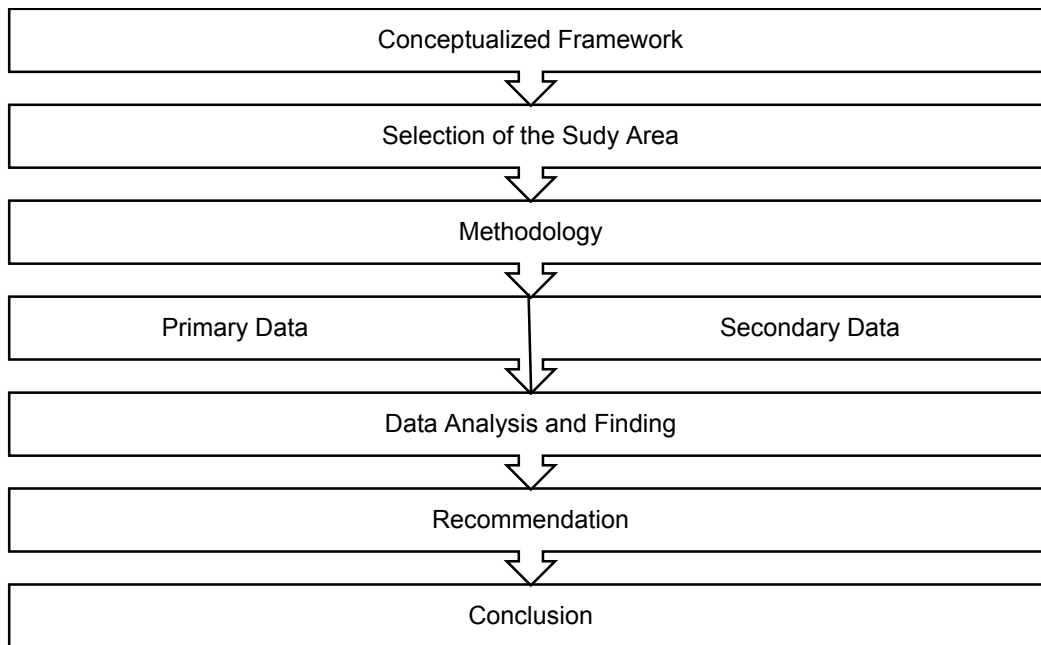 Conceptualized Framework
Selection of the Sudy Area
Methodology
Primary Data
Secondary Data
Data Analysis and Finding
Recommendation
Conclusion